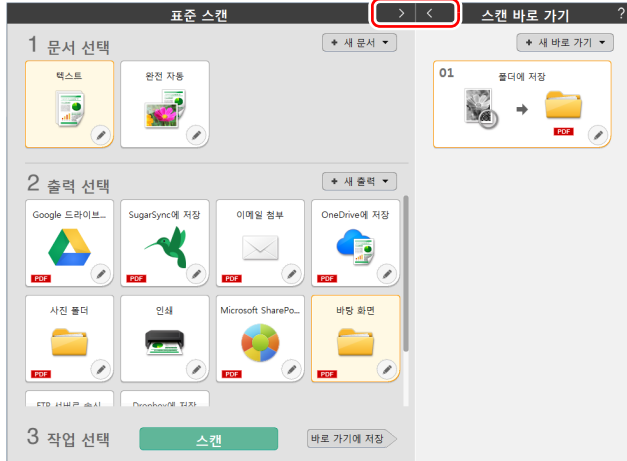 표준 스캔 > < 스캔 바로 가기 ?
1 문서 선택 + 새 문서 + 새 바로 가기
텍스트 완전 자동 01 폴더에 저장
PDF
2 출력 선택 + 새 출력
Google 드라이브... SugarSync에 저장 이메일 첨부 OneDrive에 저장
PDF PDF PDF PDF
사진 폴더 인쇄 Microsoft SharePo... 바탕 화면
PDF PDF PDF
3 작업 선택 스캔 바로 가기에 저장